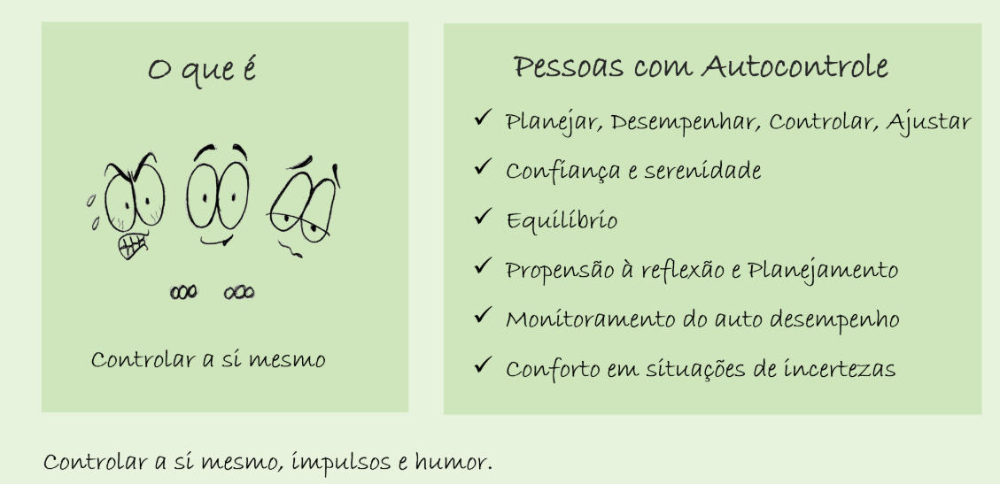 O que é
Controlar a si mesmo
Pessoas com Autocontrole
✓ Planejar, Desempenhar, Controlar, Ajustar
✓ Confiança e serenidade
✓ Equilíbrio
✓ Propensão à reflexão e Planejamento
✓ Monitoramento do auto desempenho
✓ Conforto em situações de incertezas
Controlar a si mesmo, impulsos e humor.